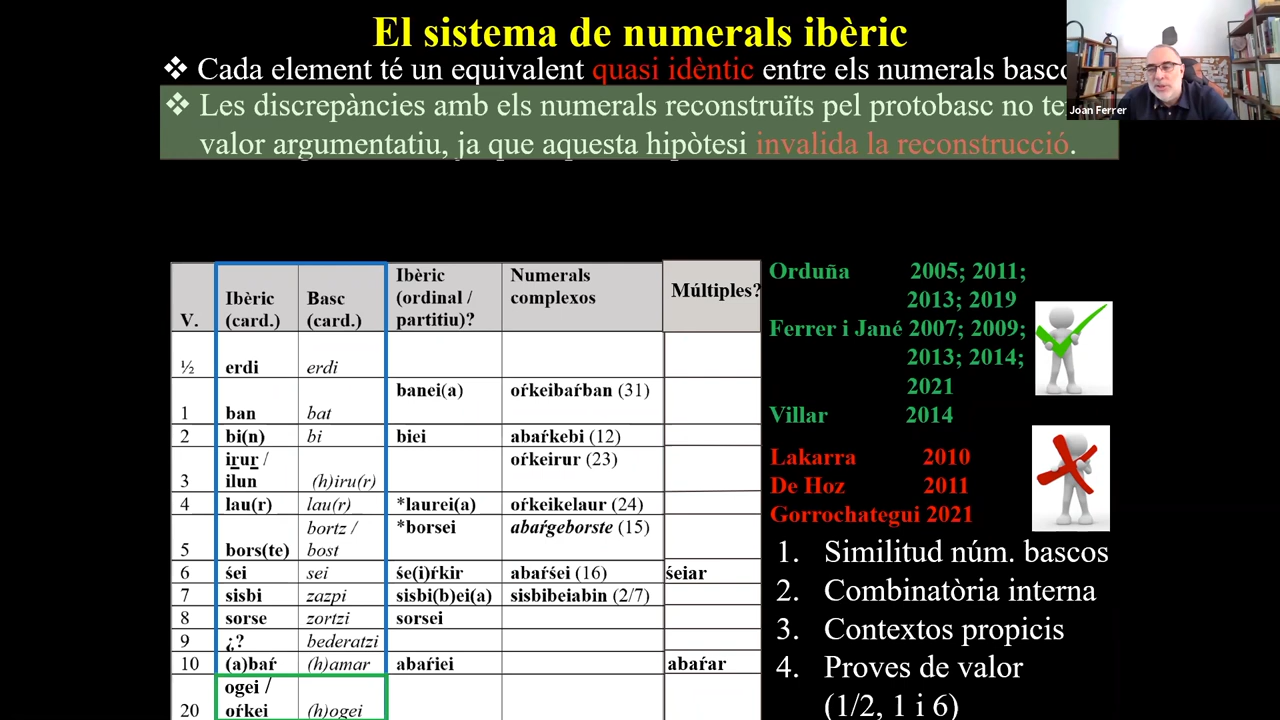 El sistema de numerals ibèric
❖ Cada element té un equivalent quasi idèntic entre els numerals
❖ Les discrepàncies amb els numerals reconstruïts pel protobasc no
valor argumentatiu, ja que aquesta hipòtesi invalida la reconstrucció.
Joan Ferrer
V. Ibèric (card.) Basc (card.) Ibèric (ordinal / partitiu)? Numerals complexos Múltiples?
½ erdi erdi
1 ban bat banei(a) oŕkeibaŕban (31)
2 bi(n) bi biei abaŕkebi (12)
3 irur / ilun (h)iru(r) oŕkeirur (23)
4 lau(r) lau(r) *laurei(a) oŕkeikelaur (24)
5 bors(te) bortz / bost *borsei abaŕgeborste (15)
6 śei sei śe(i)ŕkir abaŕśei (16) śeiar
7 sisbi zazpi sisbi(b)ei(a) sisbibeiabin (2/7)
8 sorse zortzi sorsei
9 ¿? bederatzi
10 (a)baŕ (h)amar abaŕiei abaŕar
20 ogei / oŕkei (h)ogei
Orduña 2005; 2011;
2013; 2019
Ferrer i Jané 2007; 2009;
2013; 2014;
2021
Villar 2014
Lakarra 2010
De Hoz 2011
Gorrochategui 2021
1. Similitud núm. bascos
2. Combinatòria interna
3. Contextos propicis
4. Proves de valor
(1/2, 1 i 6)